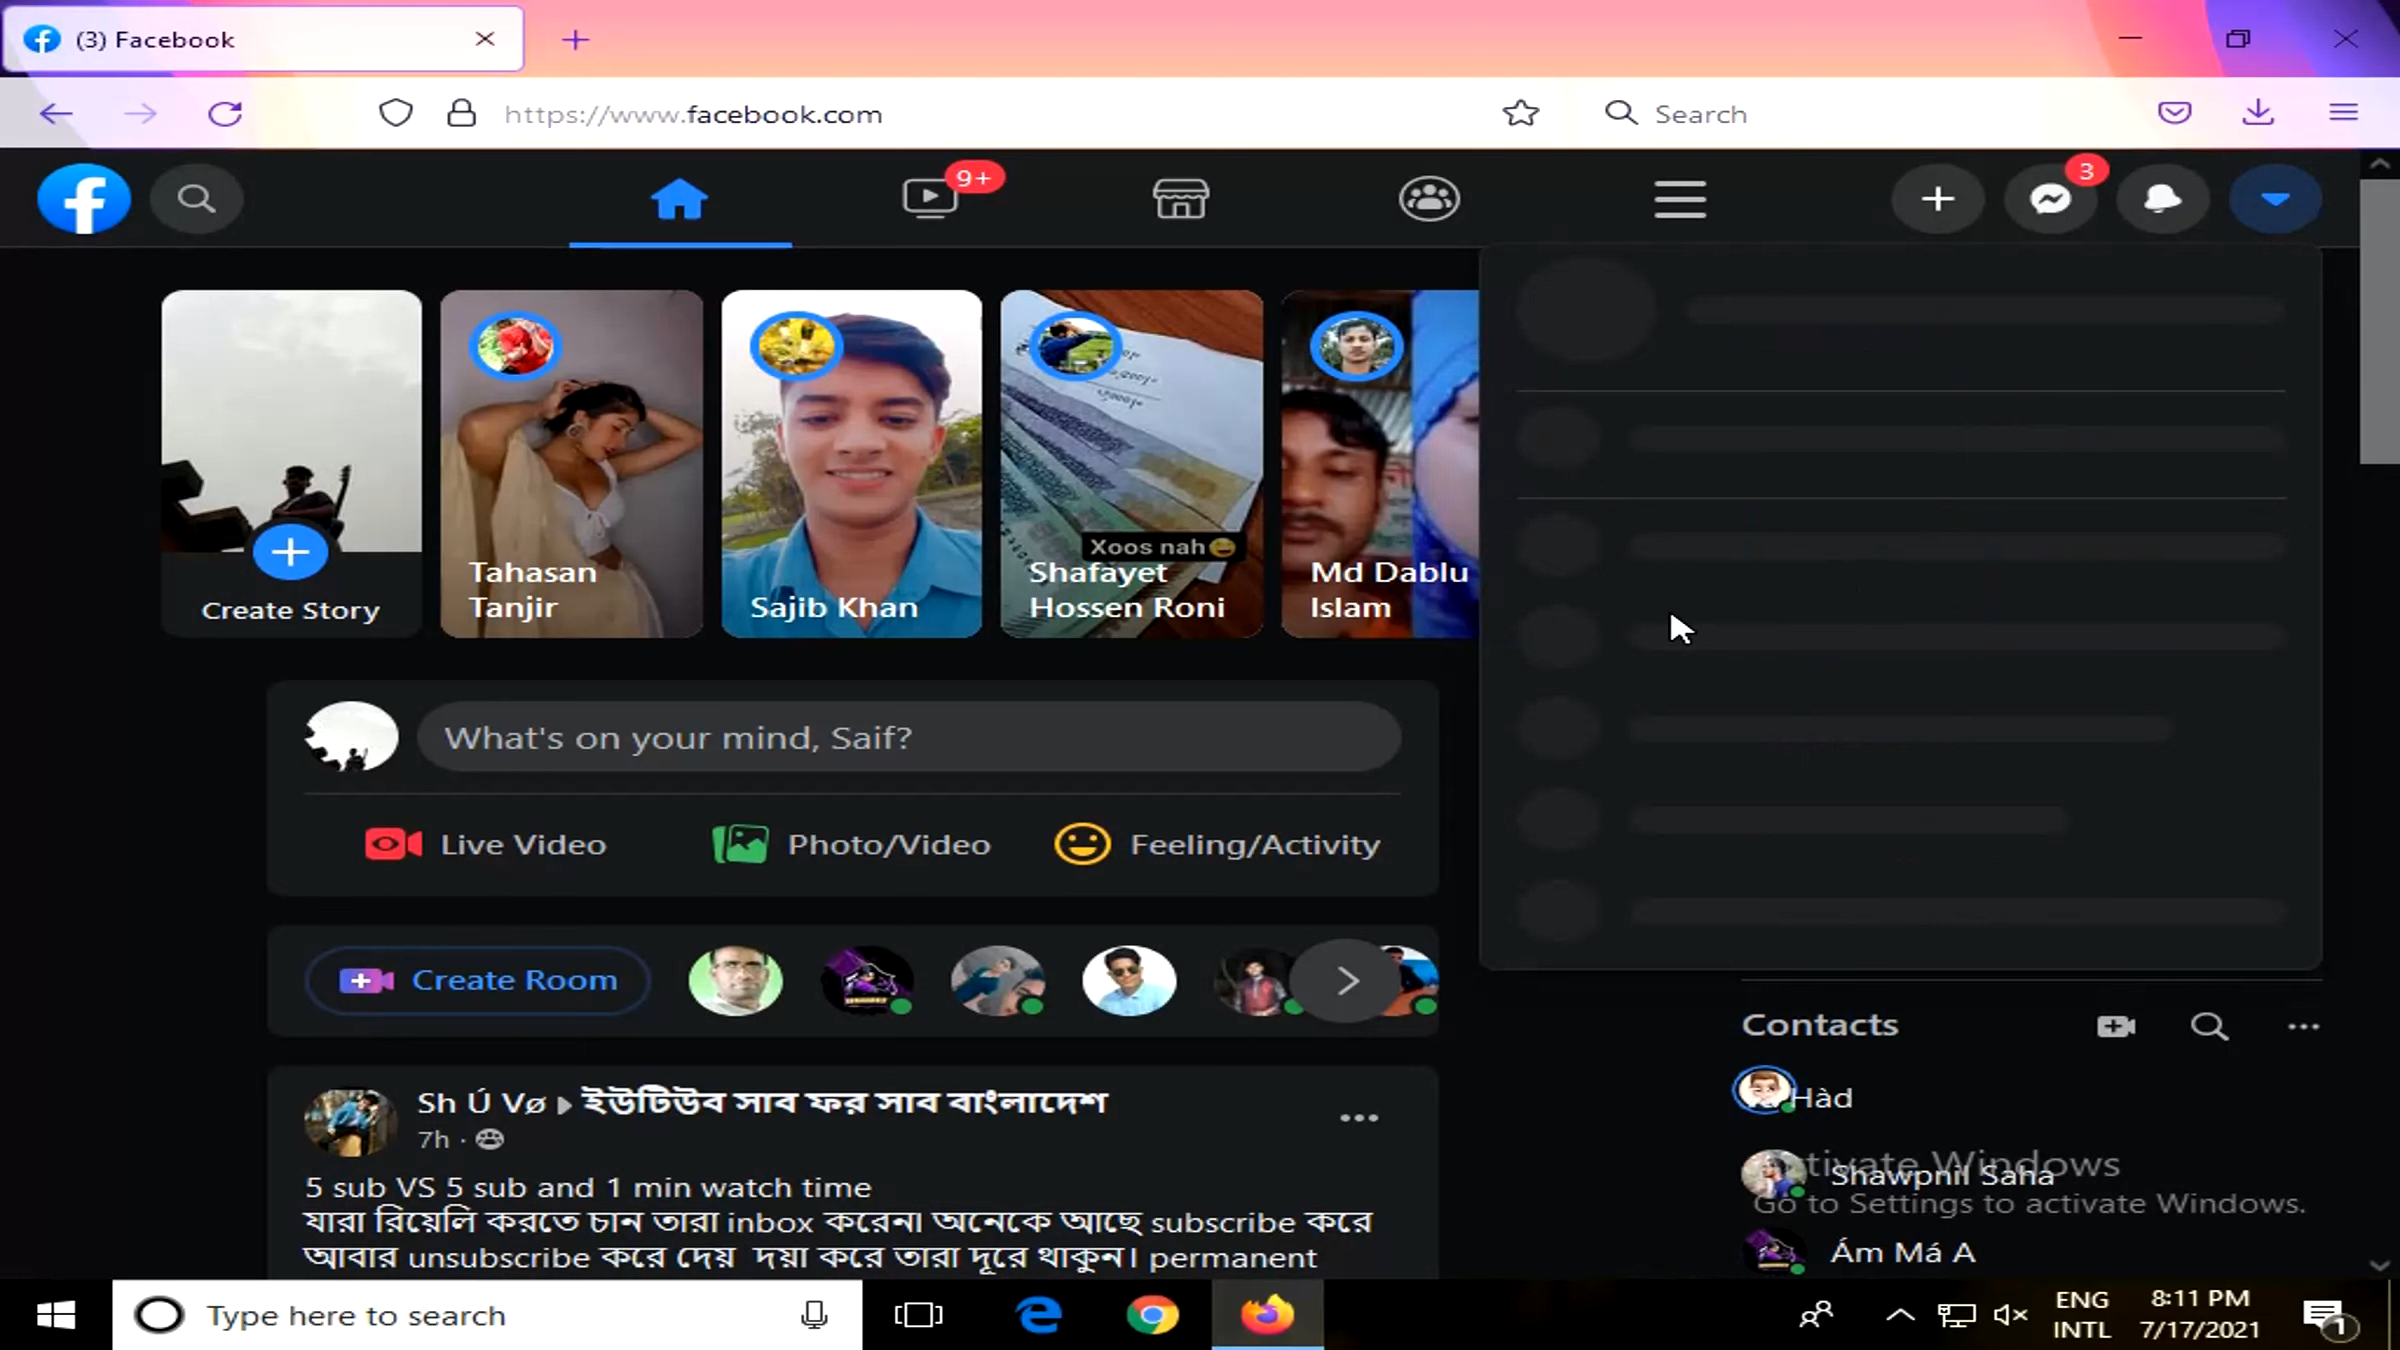 (3) Facebook
https://www.facebook.com
Search
9+
3
Xoos nah
Create Story
Tahasan
Tanjir
Sajib Khan
Shafayet
Hossen Roni
Md Dablu
Islam
What's on your mind, Saif?
Live Video
Photo/Video
Feeling/Activity
Create Room
Contacts
Hàd
Sh Ú Vø ▸ ইউটিউব সাব ফর সাব বাংলাদেশ
7h ·
Shawpnil Saha
Activate Windows
Go to Settings to activate Windows.
5 sub VS 5 sub and 1 min watch time
যারা রিয়েলি করতে চান তারা inbox করেন। অনেকে আছে subscribe করে
আবার unsubscribe করে দেয় দয়া করে তারা দূরে থাকুন। permanent
Ám Má A
Type here to search
ENG
INTL
8:11 PM
7/17/2021
1